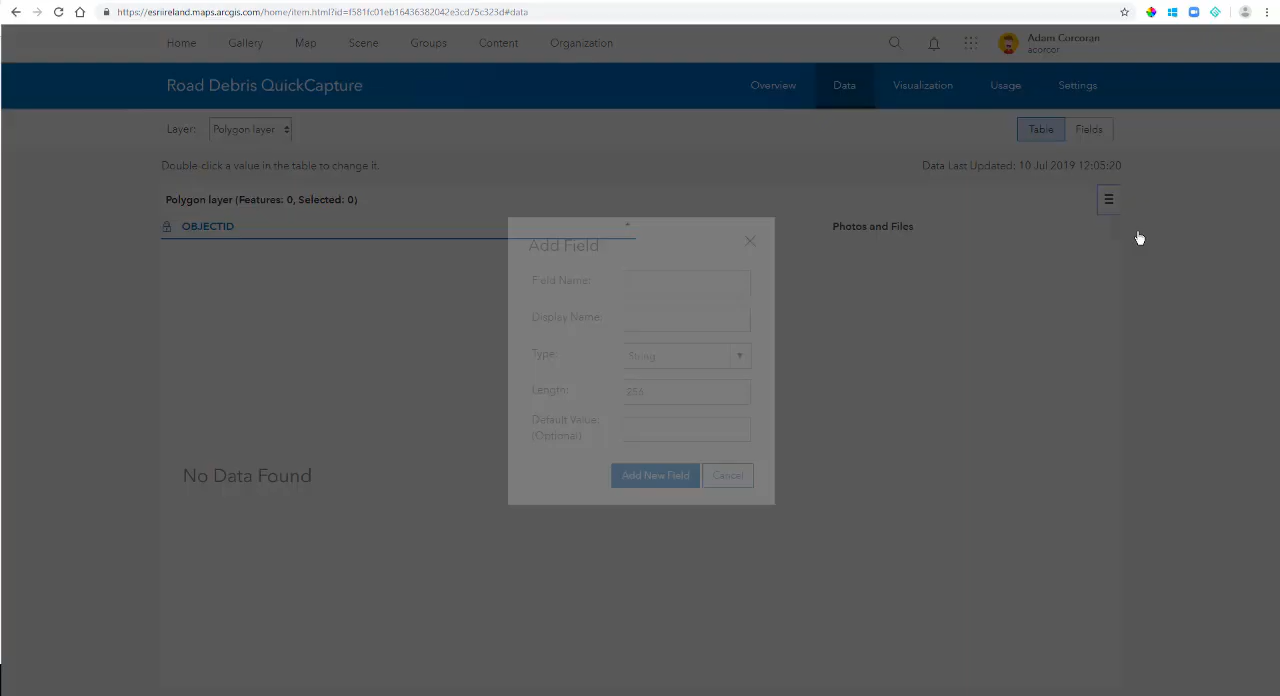 https://esriireland.maps.arcgis.com/home/item.html?id=f581fc01eb16436382042e3cd75c323d#data
Home Gallery Map Scene Groups Content Organization
Adam Corcoran
acorcor
Road Debris QuickCapture
Overview Data Visualization Usage Settings
Layer: Polygon layer
Table Fields
Double-click a value in the table to change it.
Data Last Updated: 10 Jul 2019 12:05:20
Polygon layer (Features: 0, Selected: 0)
OBJECTID
Photos and Files
Add Field
Field Name:
Display Name:
Type: String
Length: 256
Default Value:
(Optional)
Add New Field Cancel
No Data Found